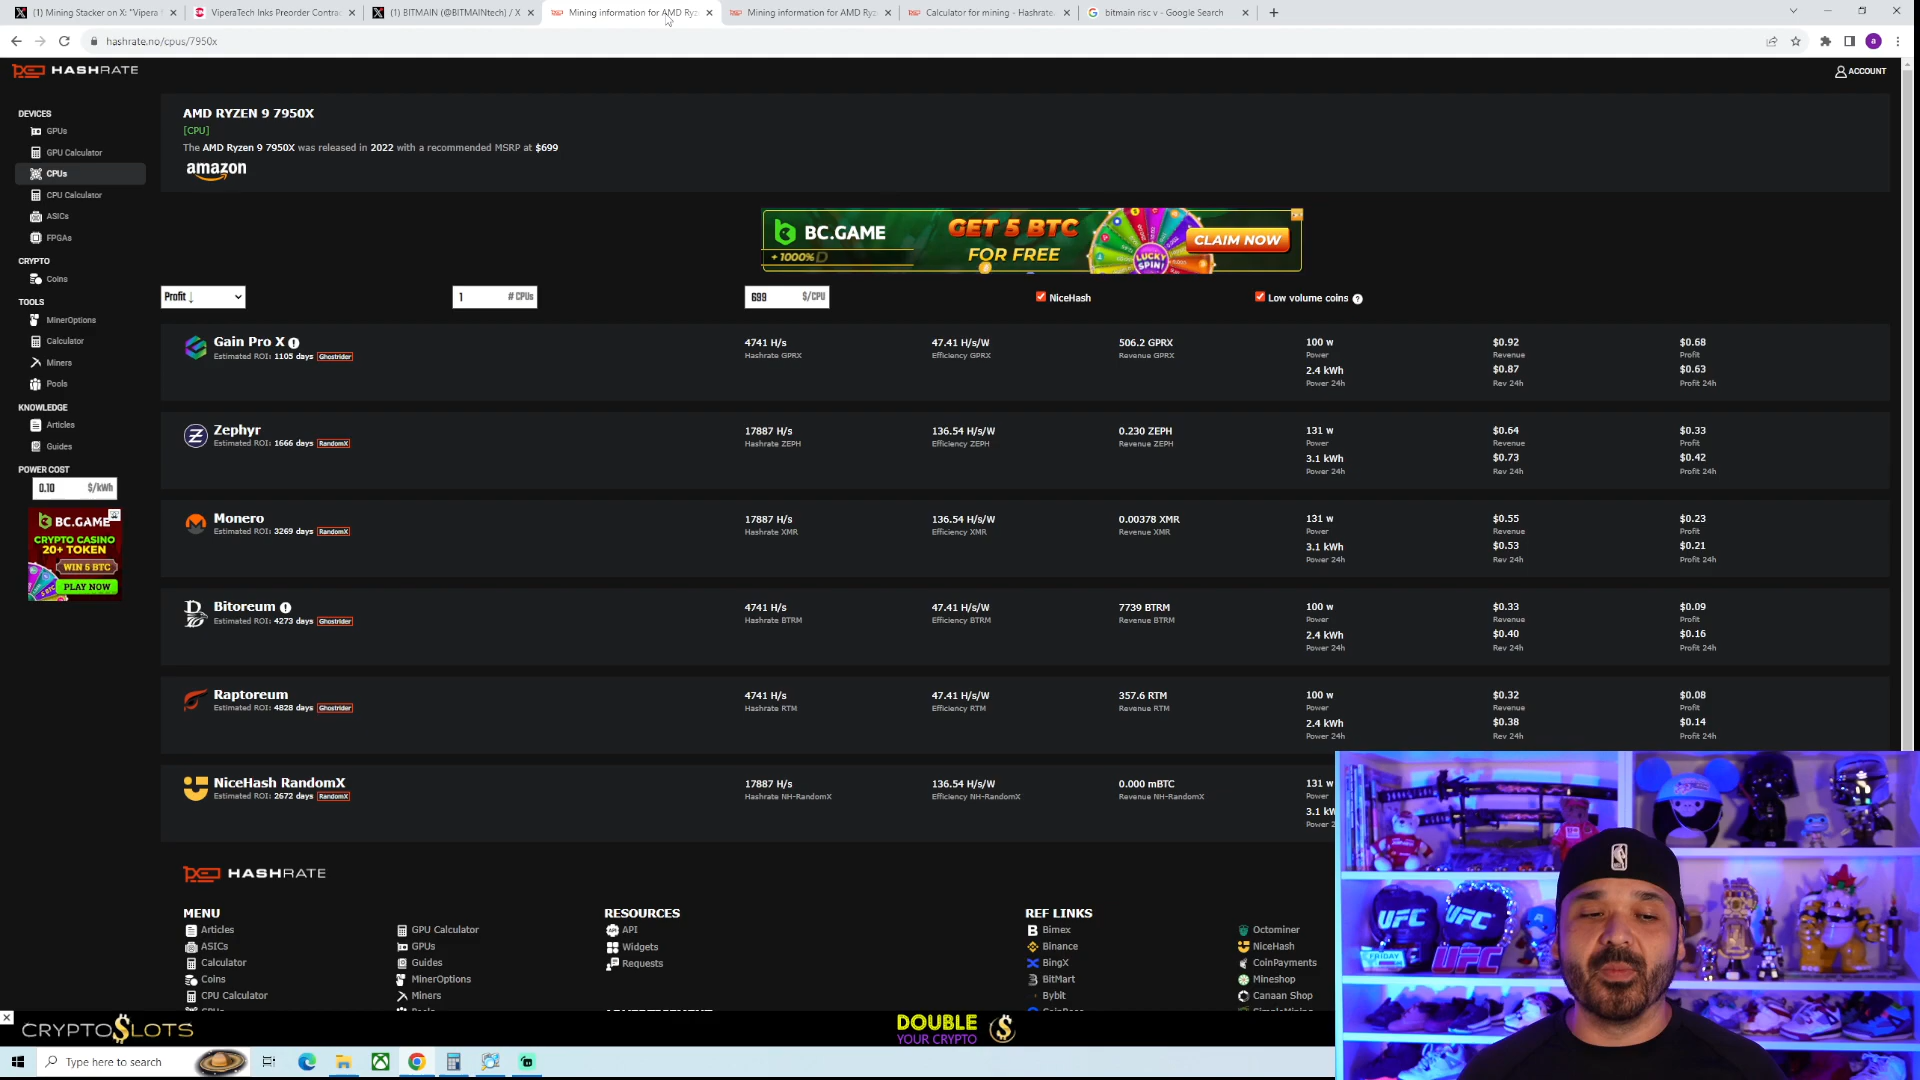 (1) Mining Stacker on X: "Vipera
ViperaTech Inks Preorder Contra
(1) BITMAIN (@BITMAINtech) / X
Mining information for AMD Ryz
Mining information for AMD Ryz
Calculator for mining - Hashrate.
bitmain risc v - Google Search
hashrate.no/cpus/7950x
a
HASHRATE
ACCOUNT
DEVICES
GPUs
GPU Calculator
CPUs
CPU Calculator
ASICs
FPGAs
CRYPTO
Coins
TOOLS
MinerOptions
Calculator
Miners
Pools
KNOWLEDGE
Articles
Guides
POWER COST
0.10 $/kWh
BC.GAME
CRYPTO CASINO
20+ TOKEN
WIN 5 BTC
PLAY NOW
AMD RYZEN 9 7950X
[CPU]
The AMD Ryzen 9 7950X was released in 2022 with a recommended MSRP at $699
amazon
BC.GAME
+1000%
GET 5 BTC
FOR FREE
LUCKY
SPIN!
CLAIM NOW
Profit ↓
1 # CPUs
699 $/CPU
NiceHash
Low volume coins ?
Gain Pro X
Estimated ROI: 1105 days Ghostrider
4741 H/s
Hashrate GPRX
47.41 H/s/W
Efficiency GPRX
506.2 GPRX
Revenue GPRX
100 w
Power
2.4 kWh
Power 24h
$0.92
Revenue
$0.87
Rev 24h
$0.68
Profit
$0.63
Profit 24h
Zephyr
Estimated ROI: 1666 days RandomX
17887 H/s
Hashrate ZEPH
136.54 H/s/W
Efficiency ZEPH
0.230 ZEPH
Revenue ZEPH
131 w
Power
3.1 kWh
Power 24h
$0.64
Revenue
$0.73
Rev 24h
$0.33
Profit
$0.42
Profit 24h
Monero
Estimated ROI: 3269 days RandomX
17887 H/s
Hashrate XMR
136.54 H/s/W
Efficiency XMR
0.00378 XMR
Revenue XMR
131 w
Power
3.1 kWh
Power 24h
$0.55
Revenue
$0.53
Rev 24h
$0.23
Profit
$0.21
Profit 24h
Bitoreum
Estimated ROI: 4273 days Ghostrider
4741 H/s
Hashrate BTRM
47.41 H/s/W
Efficiency BTRM
7739 BTRM
Revenue BTRM
100 w
Power
2.4 kWh
Power 24h
$0.33
Revenue
$0.40
Rev 24h
$0.09
Profit
$0.16
Profit 24h
Raptoreum
Estimated ROI: 4828 days Ghostrider
4741 H/s
Hashrate RTM
47.41 H/s/W
Efficiency RTM
357.6 RTM
Revenue RTM
100 w
Power
2.4 kWh
Power 24h
$0.32
Revenue
$0.38
Rev 24h
$0.08
Profit
$0.14
Profit 24h
NiceHash RandomX
Estimated ROI: 2672 days RandomX
17887 H/s
Hashrate NH-RandomX
136.54 H/s/W
Efficiency NH-RandomX
0.000 mBTC
Revenue NH-RandomX
131 w
Power
3.1 kW
Power 2
HASHRATE
MENU
Articles
ASICs
Calculator
Coins
CPU Calculator
GPU Calculator
GPUs
Guides
MinerOptions
Miners
RESOURCES
API
Widgets
Requests
REF LINKS
Bimex
Binance
BingX
BitMart
Bybit
Octominer
NiceHash
CoinPayments
Mineshop
Canaan Shop
CRYPTO$LOTS
DOUBLE
YOUR CRYPTO
Type here to search
UFC
UFC
FRIDAY
UFC